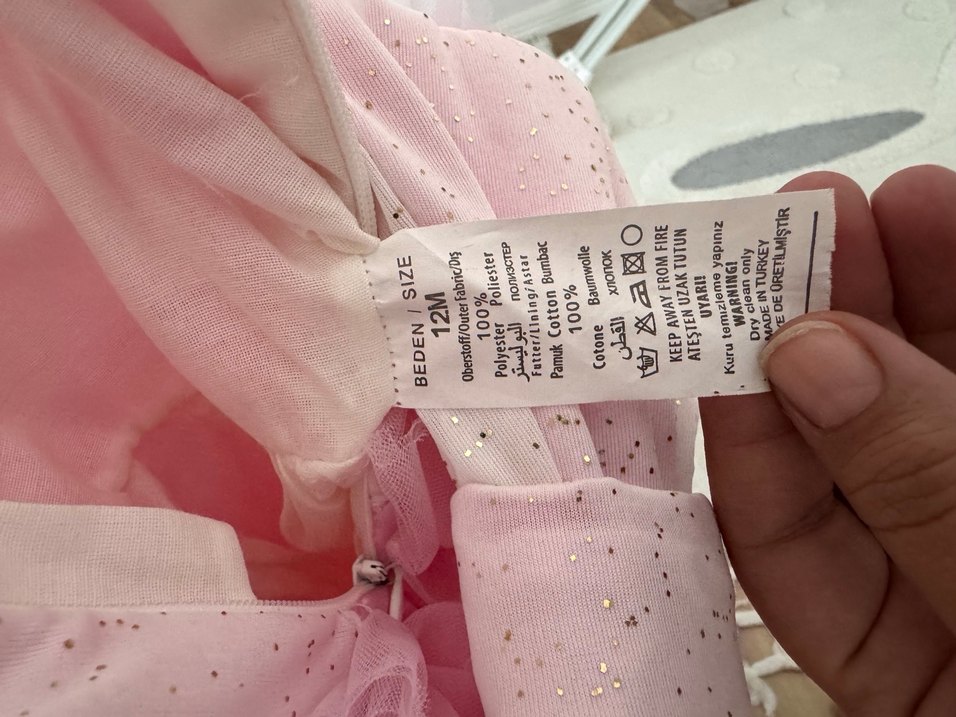 BEDEN / SIZE
12M
Oberstoff/Outer Fabric/Dış
100%
Polyester Poliester
البوليستر полиэстер
Futter/Lining/Astar
Pamuk Cotton Bumbac
100%
Cotone Baumwolle
القطن хлопок
KEEP AWAY FROM FIRE
ATEŞTEN UZAK TUTUN
UYARI!
Kuru temizleme yapınız
WARNING!
Dry clean only
MADE IN TURKEY
DE ÜRETİLMİŞTİR